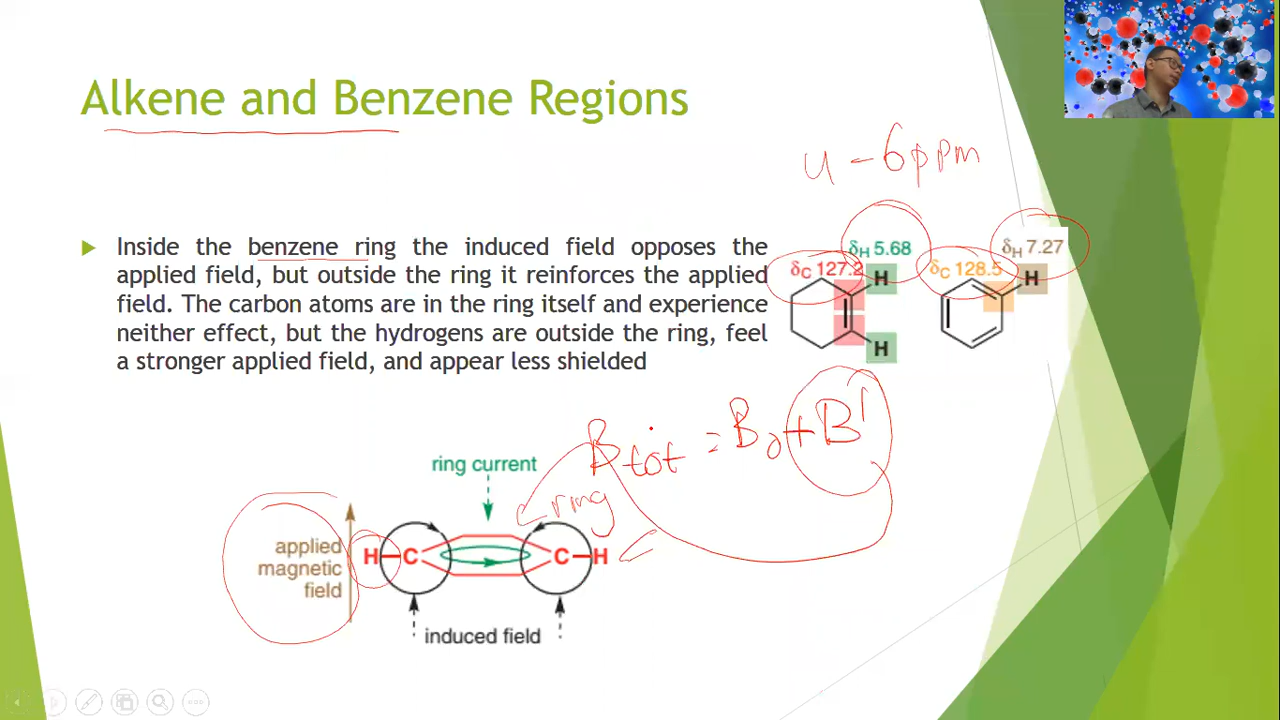 Alkene and Benzene Regions
u - 6ppm
Inside the benzene ring the induced field opposes the
applied field, but outside the ring it reinforces the applied
field. The carbon atoms are in the ring itself and experience
neither effect, but the hydrogens are outside the ring, feel
a stronger applied field, and appear less shielded
δH 5.68
δH 7.27
δC 127.2
H
δC 128.5
H
H
Btot = B0 + B'
ring current
ring
applied
magnetic
field
H C C H
induced field